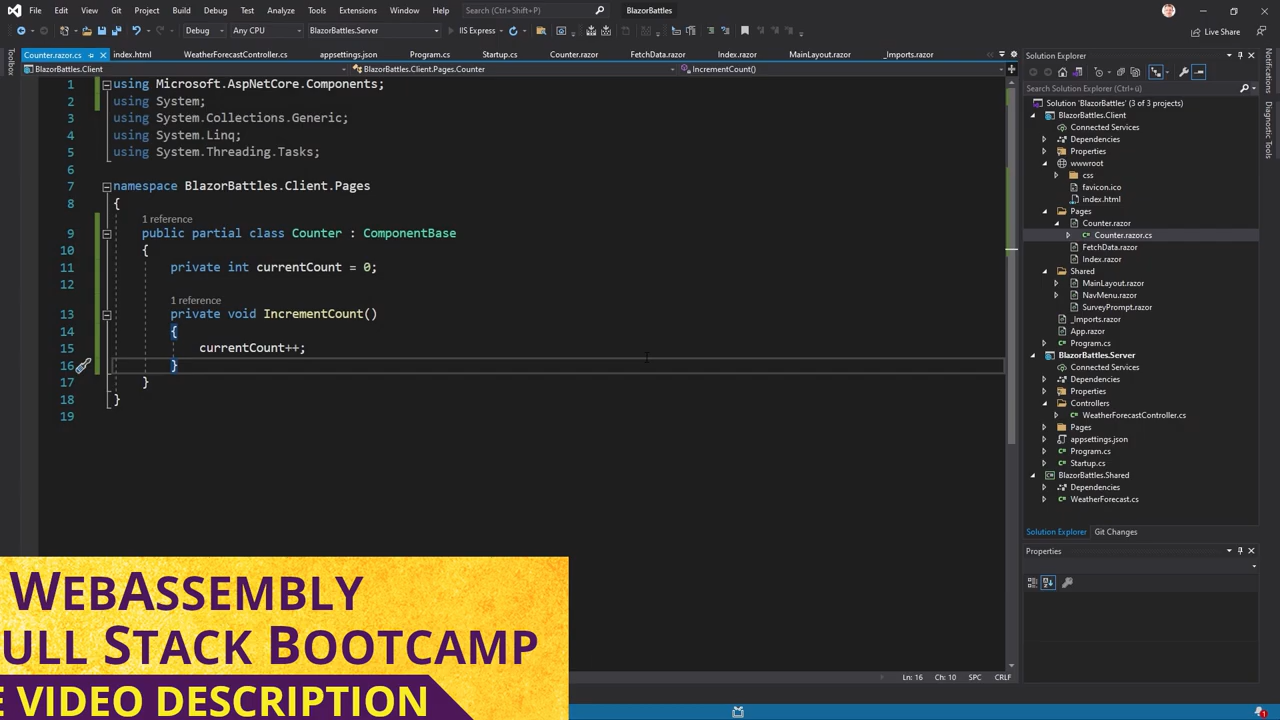 File Edit View Git Project Build Debug Test Analyze Tools Extensions Window Help Search (Ctrl+Shift+P) BlazorBattles
Debug Any CPU BlazorBattles.Server IIS Express Live Share
Counter.razor.cs index.html WeatherForecastController.cs appsettings.json Program.cs Startup.cs Counter.razor FetchData.razor Index.razor MainLayout.razor _Imports.razor
BlazorBattles.Client BlazorBattles.Client.Pages.Counter IncrementCount()
Toolbox
1 using Microsoft.AspNetCore.Components;
2 using System;
3 using System.Collections.Generic;
4 using System.Linq;
5 using System.Threading.Tasks;
6
7 namespace BlazorBattles.Client.Pages
8 {
1 reference
9 public partial class Counter : ComponentBase
10 {
11 private int currentCount = 0;
12
1 reference
13 private void IncrementCount()
14 {
15 currentCount++;
16 }
17 }
18 }
19
Ln: 16 Ch: 10 SPC CRLF
Solution Explorer
Search Solution Explorer (Ctrl+ü)
Solution 'BlazorBattles' (3 of 3 projects)
BlazorBattles.Client
Connected Services
Dependencies
Properties
wwwroot
css
favicon.ico
index.html
Pages
Counter.razor
Counter.razor.cs
FetchData.razor
Index.razor
Shared
MainLayout.razor
NavMenu.razor
SurveyPrompt.razor
_Imports.razor
App.razor
Program.cs
BlazorBattles.Server
Connected Services
Dependencies
Properties
Controllers
WeatherForecastController.cs
Pages
appsettings.json
Program.cs
Startup.cs
BlazorBattles.Shared
Dependencies
WeatherForecast.cs
Solution Explorer Git Changes
Properties
Notifications
Diagnostic Tools
WEBASSEMBLY
ULL STACK BOOTCAMP
E VIDEO DESCRIPTION
1